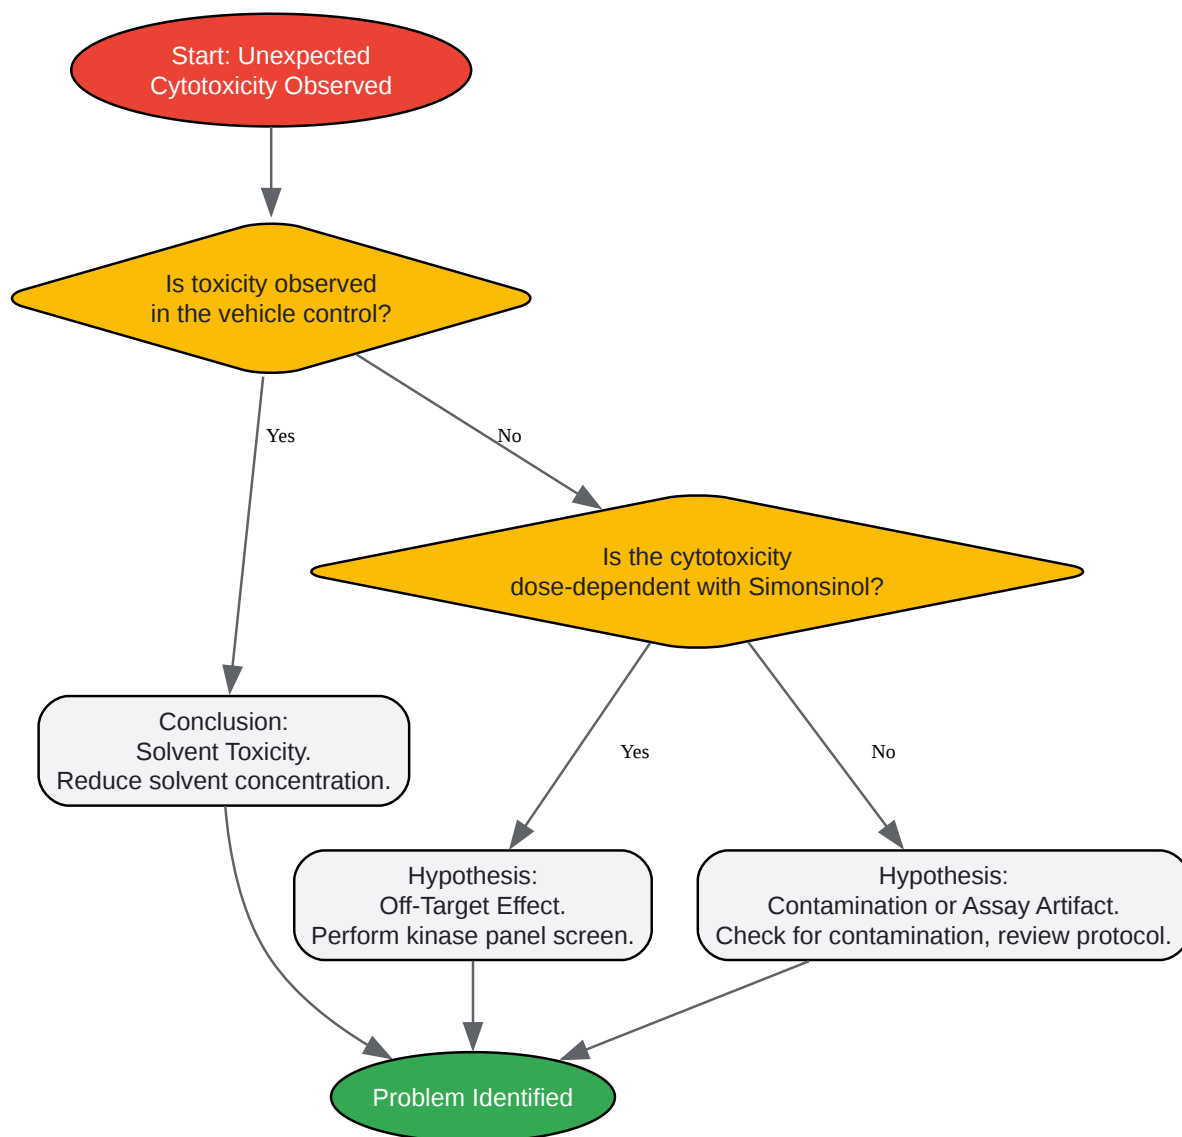 Start: Unexpected
Cytotoxicity Observed
Is toxicity observed
in the vehicle control?
Yes
No
Is the cytotoxicity
dose-dependent with Simonsinol?
Conclusion:
Solvent Toxicity.
Reduce solvent concentration.
Yes
No
Hypothesis:
Off-Target Effect.
Perform kinase panel screen.
Hypothesis:
Contamination or Assay Artifact.
Check for contamination, review protocol.
Problem Identified